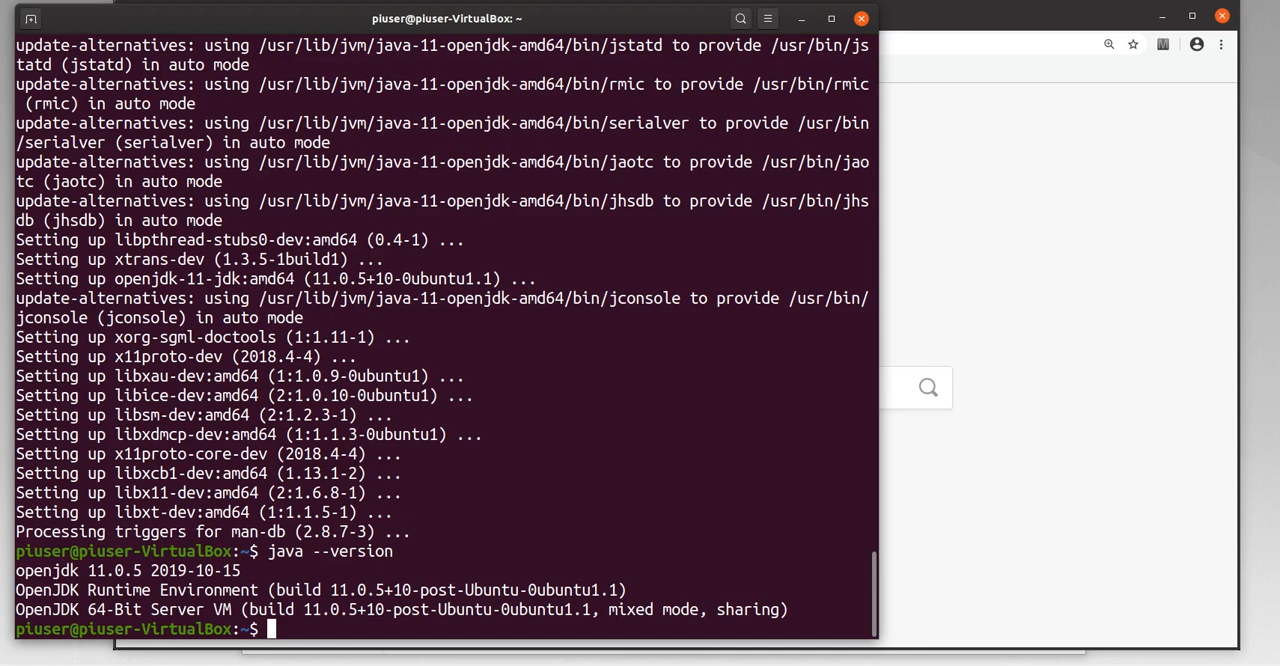 piuser@piuser-VirtualBox: ~
update-alternatives: using /usr/lib/jvm/java-11-openjdk-amd64/bin/jstatd to provide /usr/bin/js
tatd (jstatd) in auto mode
update-alternatives: using /usr/lib/jvm/java-11-openjdk-amd64/bin/rmic to provide /usr/bin/rmic
(rmic) in auto mode
update-alternatives: using /usr/lib/jvm/java-11-openjdk-amd64/bin/serialver to provide /usr/bin
/serialver (serialver) in auto mode
update-alternatives: using /usr/lib/jvm/java-11-openjdk-amd64/bin/jaotc to provide /usr/bin/jao
tc (jaotc) in auto mode
update-alternatives: using /usr/lib/jvm/java-11-openjdk-amd64/bin/jhsdb to provide /usr/bin/jhs
db (jhsdb) in auto mode
Setting up libpthread-stubs0-dev:amd64 (0.4-1) ...
Setting up xtrans-dev (1.3.5-1build1) ...
Setting up openjdk-11-jdk:amd64 (11.0.5+10-0ubuntu1.1) ...
update-alternatives: using /usr/lib/jvm/java-11-openjdk-amd64/bin/jconsole to provide /usr/bin/
jconsole (jconsole) in auto mode
Setting up xorg-sgml-doctools (1:1.11-1) ...
Setting up x11proto-dev (2018.4-4) ...
Setting up libxau-dev:amd64 (1:1.0.9-0ubuntu1) ...
Setting up libice-dev:amd64 (2:1.0.10-0ubuntu1) ...
Setting up libsm-dev:amd64 (2:1.2.3-1) ...
Setting up libxdmcp-dev:amd64 (1:1.1.3-0ubuntu1) ...
Setting up x11proto-core-dev (2018.4-4) ...
Setting up libxcb1-dev:amd64 (1.13.1-2) ...
Setting up libx11-dev:amd64 (2:1.6.8-1) ...
Setting up libxt-dev:amd64 (1:1.1.5-1) ...
Processing triggers for man-db (2.8.7-3) ...
piuser@piuser-VirtualBox:~$ java --version
openjdk 11.0.5 2019-10-15
OpenJDK Runtime Environment (build 11.0.5+10-post-Ubuntu-0ubuntu1.1)
OpenJDK 64-Bit Server VM (build 11.0.5+10-post-Ubuntu-0ubuntu1.1, mixed mode, sharing)
piuser@piuser-VirtualBox:~$